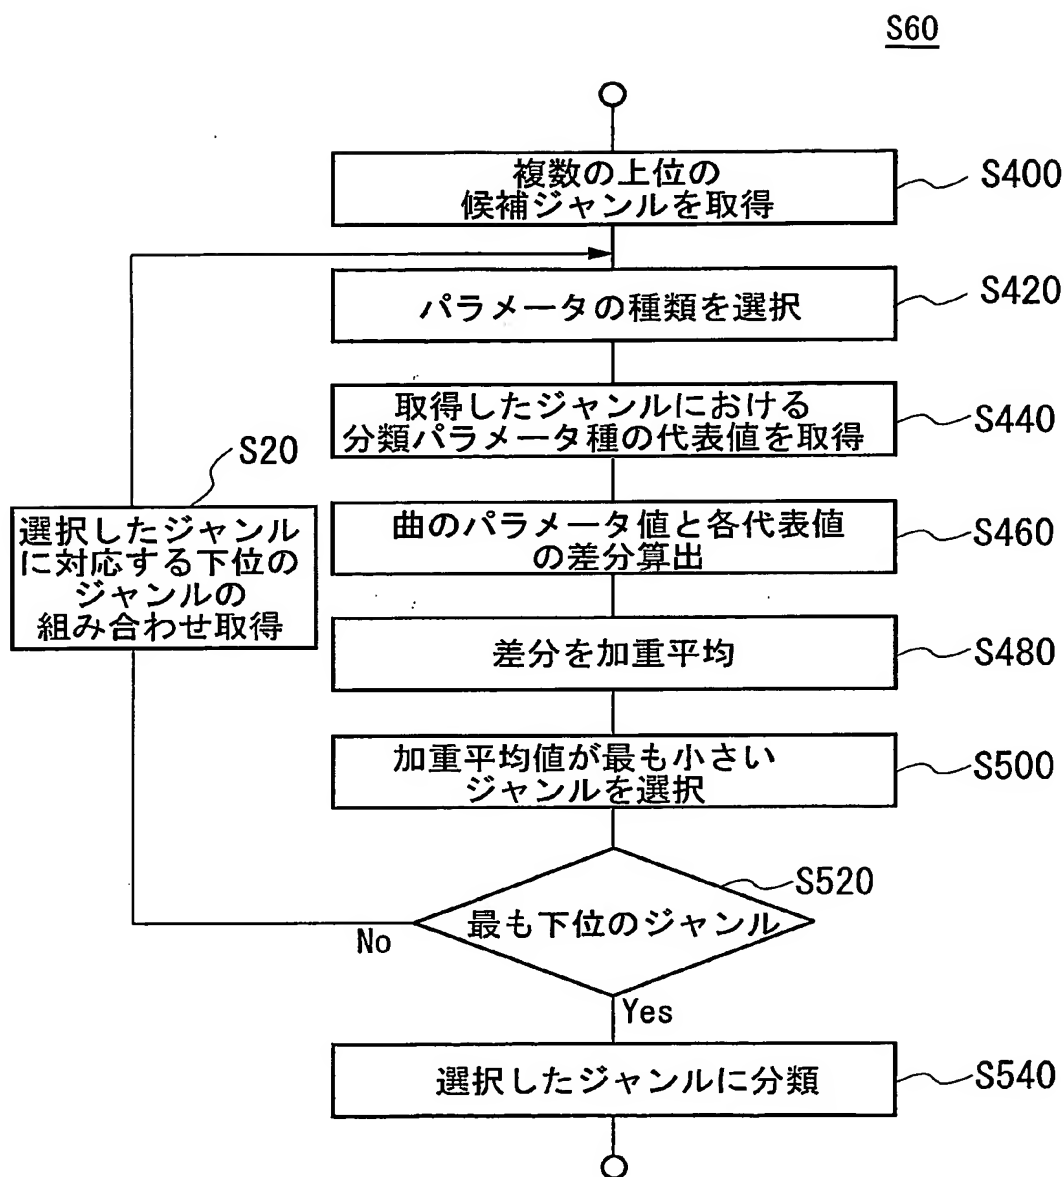 S60
複数の上位の
候補ジャンルを取得
S400
パラメータの種類を選択
S420
取得したジャンルにおける
分類パラメータ種の代表値を取得
S440
S20
選択したジャンル
に対応する下位の
ジャンルの
組み合わせ取得
曲のパラメータ値と各代表値
の差分算出
S460
差分を加重平均
S480
加重平均値が最も小さい
ジャンルを選択
S500
S520
最も下位のジャンル
No
Yes
選択したジャンルに分類
S540